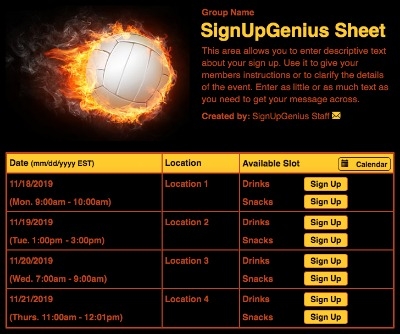 Group Name
SignUpGenius Sheet
This area allows you to enter descriptive text
about your sign up. Use it to give your
members instructions or to clarify the details
of the event. Enter as little or as much text as
you need to get your message across.
Created by: SignUpGenius Staff
Date (mm/dd/yyyy EST) Location Available Slot Calendar
11/18/2019 Location 1 Drinks Sign Up
(Mon. 9:00am - 10:00am) Snacks Sign Up
11/19/2019 Location 2 Drinks Sign Up
(Tue. 1:00pm - 3:00pm) Snacks Sign Up
11/20/2019 Location 3 Drinks Sign Up
(Wed. 7:00am - 9:00am) Snacks Sign Up
11/21/2019 Location 4 Drinks Sign Up
(Thurs. 11:00am - 12:01pm) Snacks Sign Up